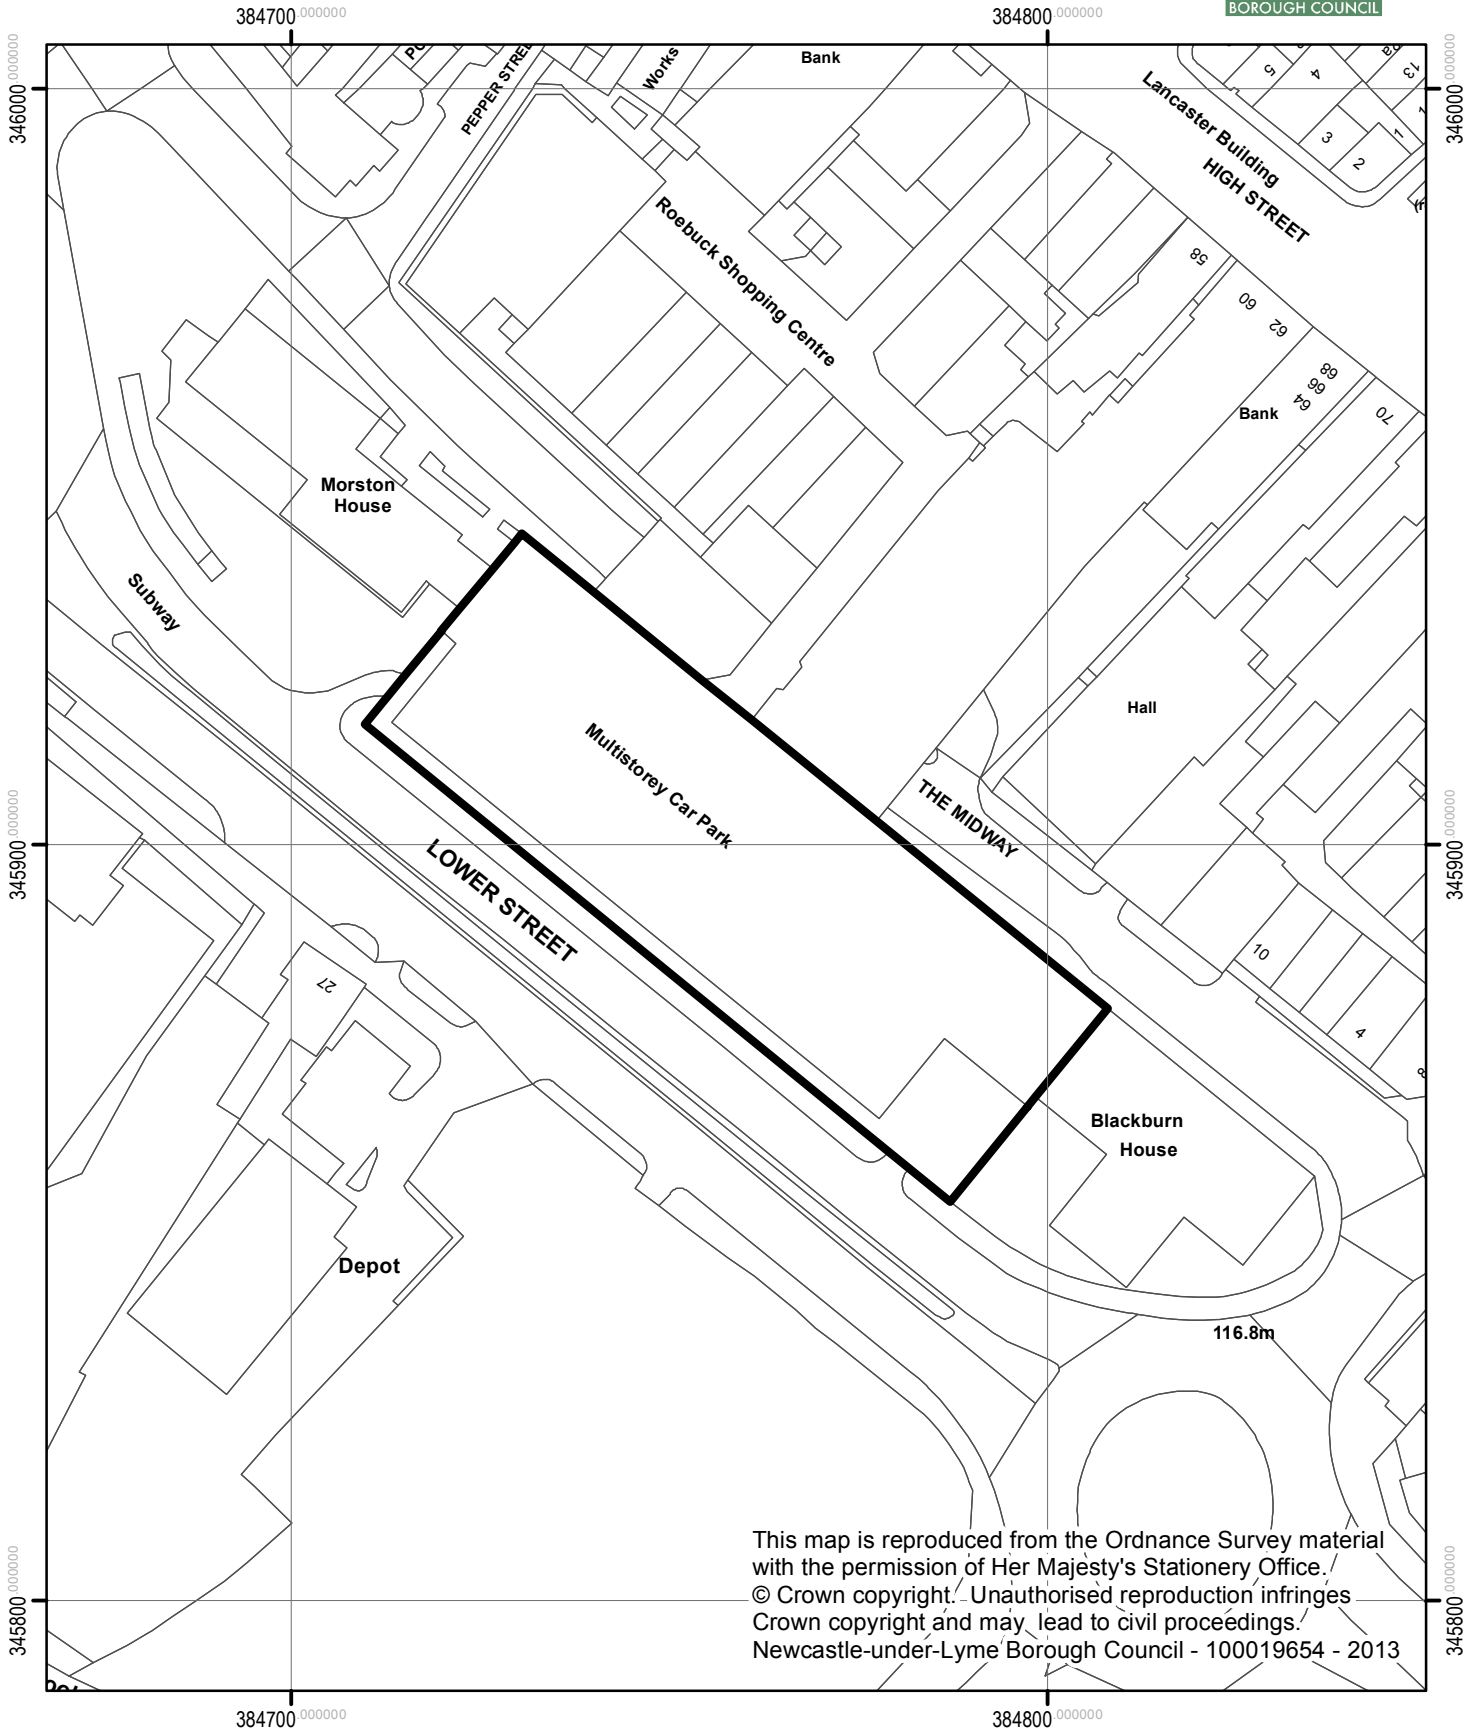 BOROUGH COUNCIL
384700.000000
384800.000000
346000.000000
346000.000000
PEPPER STRE
Works
Bank
Lancaster Building
HIGH STREET
5
4
13
3
2
1
Roebuck Shopping Centre
58
60
62
68
66
64
70
Bank
Morston
House
Subway
Hall
Multistorey Car Park
THE MIDWAY
345900.000000
345900.000000
LOWER STREET
10
4
8
27
Blackburn
House
Depot
116.8m
This map is reproduced from the Ordnance Survey material
with the permission of Her Majesty's Stationery Office.
© Crown copyright. Unauthorised reproduction infringes
Crown copyright and may lead to civil proceedings.
Newcastle-under-Lyme Borough Council - 100019654 - 2013
345800.000000
345800.000000
384700.000000
384800.000000